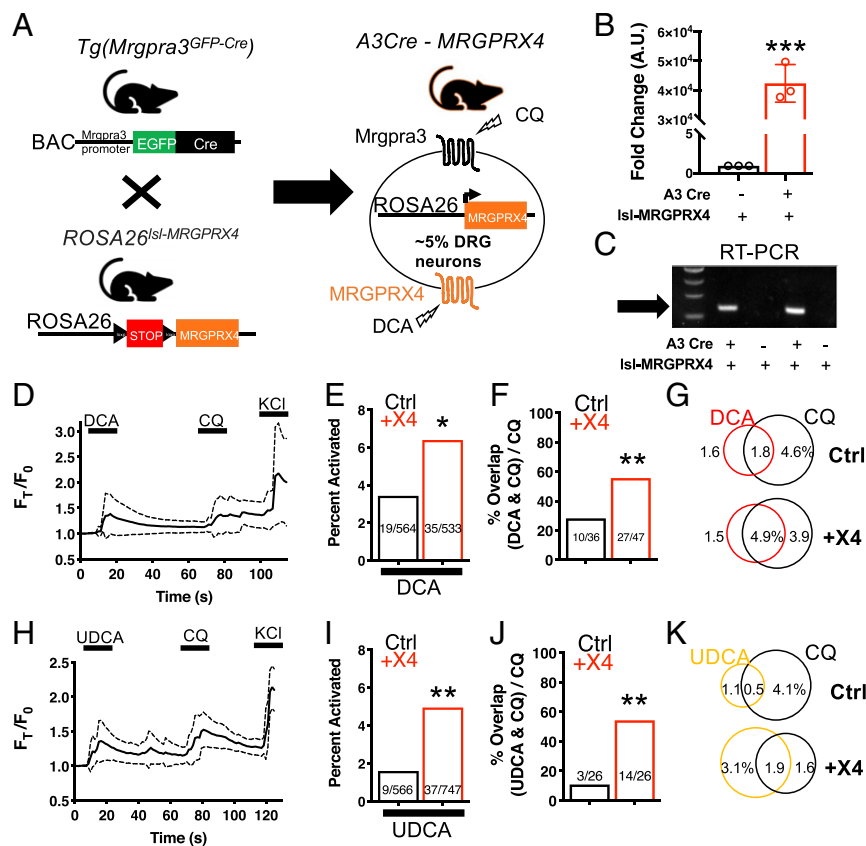 A
Tg(Mrgpra3GFP-Cre)
BAC
Mrgpra3
promoter
EGFP
Cre
ROSA26lsl-MRGPRX4
ROSA26
STOP
MRGPRX4
A3Cre - MRGPRX4
Mrgpra3
CQ
ROSA26
MRGPRX4
~5% DRG
neurons
MRGPRX4
DCA
B
Fold Change (A.U.)
6×10⁴
5×10⁴
4×10⁴
3×10⁴
5
0
***
A3 Cre - +
lsl-MRGPRX4 + +
C
RT-PCR
A3 Cre + - + -
lsl-MRGPRX4 + + + +
D
DCA CQ KCl
FT/F0
3.0
2.5
2.0
1.5
1.0
0.5
0 20 40 60 80 100
Time (s)
E
Ctrl
+X4
*
Percent Activated
8
6
4
2
0
19/564 35/533
DCA
F
Ctrl
+X4
**
% Overlap
(DCA & CQ) / CQ
100
80
60
40
20
0
10/36 27/47
G
DCA CQ
1.6 1.8 4.6% Ctrl
1.5 4.9% 3.9 +X4
H
UDCA CQ KCl
FT/F0
2.5
2.0
1.5
1.0
0.5
0 20 40 60 80 100 120
Time (s)
I
Ctrl
+X4
**
Percent Activated
8
6
4
2
0
9/566 37/747
UDCA
J
Ctrl
+X4
**
% Overlap
(UDCA & CQ) / CQ
100
80
60
40
20
0
3/26 14/26
K
UDCA CQ
1.1 0.5 4.1% Ctrl
3.1% 1.9 1.6 +X4